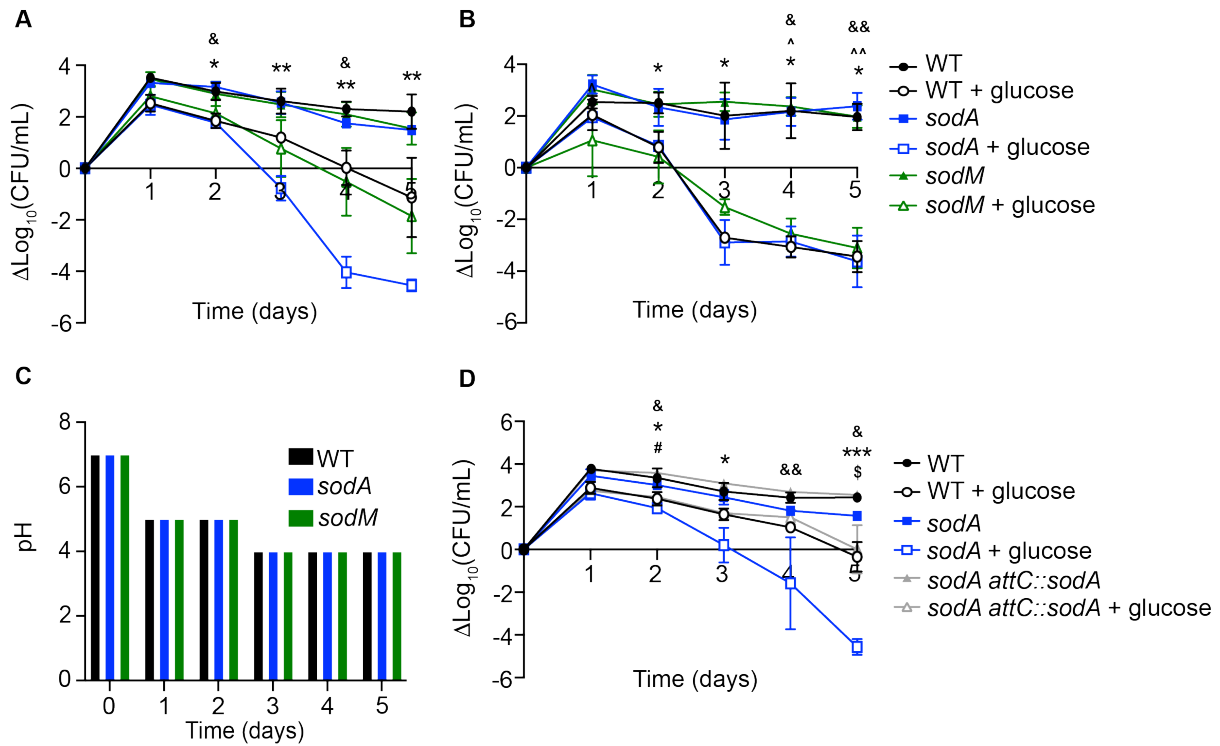 A
&
&
*
**
**
**
4
2
0
-2
-4
-6
ΔLog10(CFU/mL)
1
2
3
4
5
Time (days)
B
&
^
*
&&
^^
*
*
*
4
2
0
-2
-4
-6
ΔLog10(CFU/mL)
1
2
3
4
5
Time (days)
WT
WT + glucose
sodA
sodA + glucose
sodM
sodM + glucose
C
8
6
4
2
0
pH
WT
sodA
sodM
0
1
2
3
4
5
Time (days)
D
&
*
#
*
&&
&
***
$
6
4
2
0
-2
-4
-6
ΔLog10(CFU/mL)
1
2
3
4
5
Time (days)
WT
WT + glucose
sodA
sodA + glucose
sodA attC::sodA
sodA attC::sodA + glucose